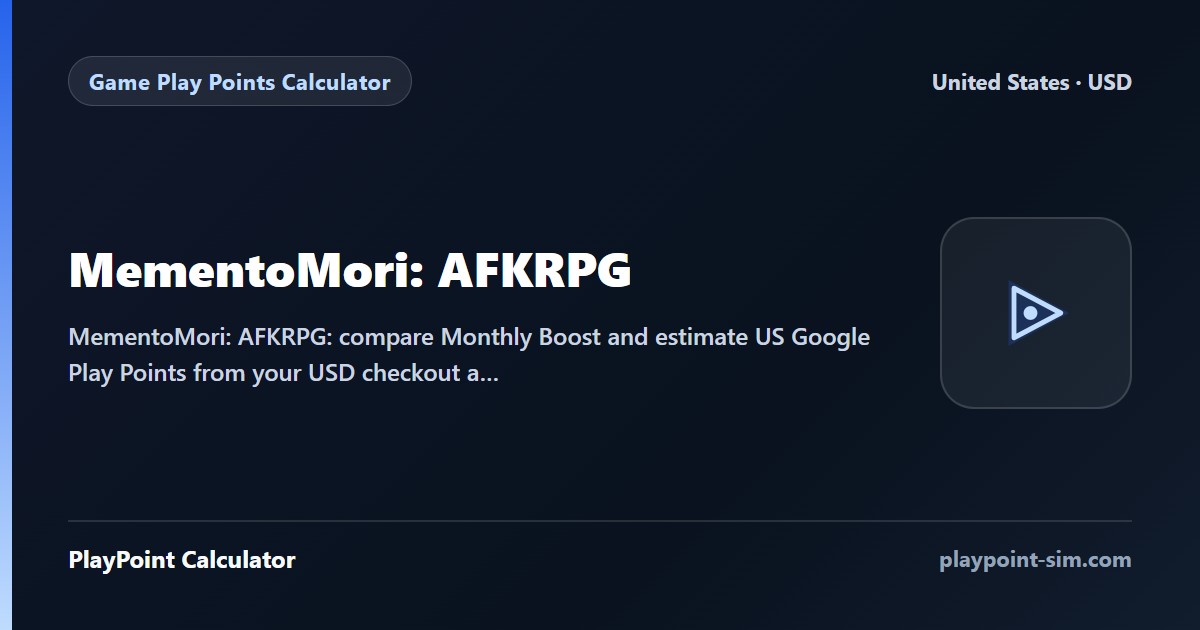 Game Play Points Calculator
United States · USD
MementoMori: AFKRPG
MementoMori: AFKRPG: compare Monthly Boost and estimate US Google
Play Points from your USD checkout a...
PlayPoint Calculator
playpoint-sim.com